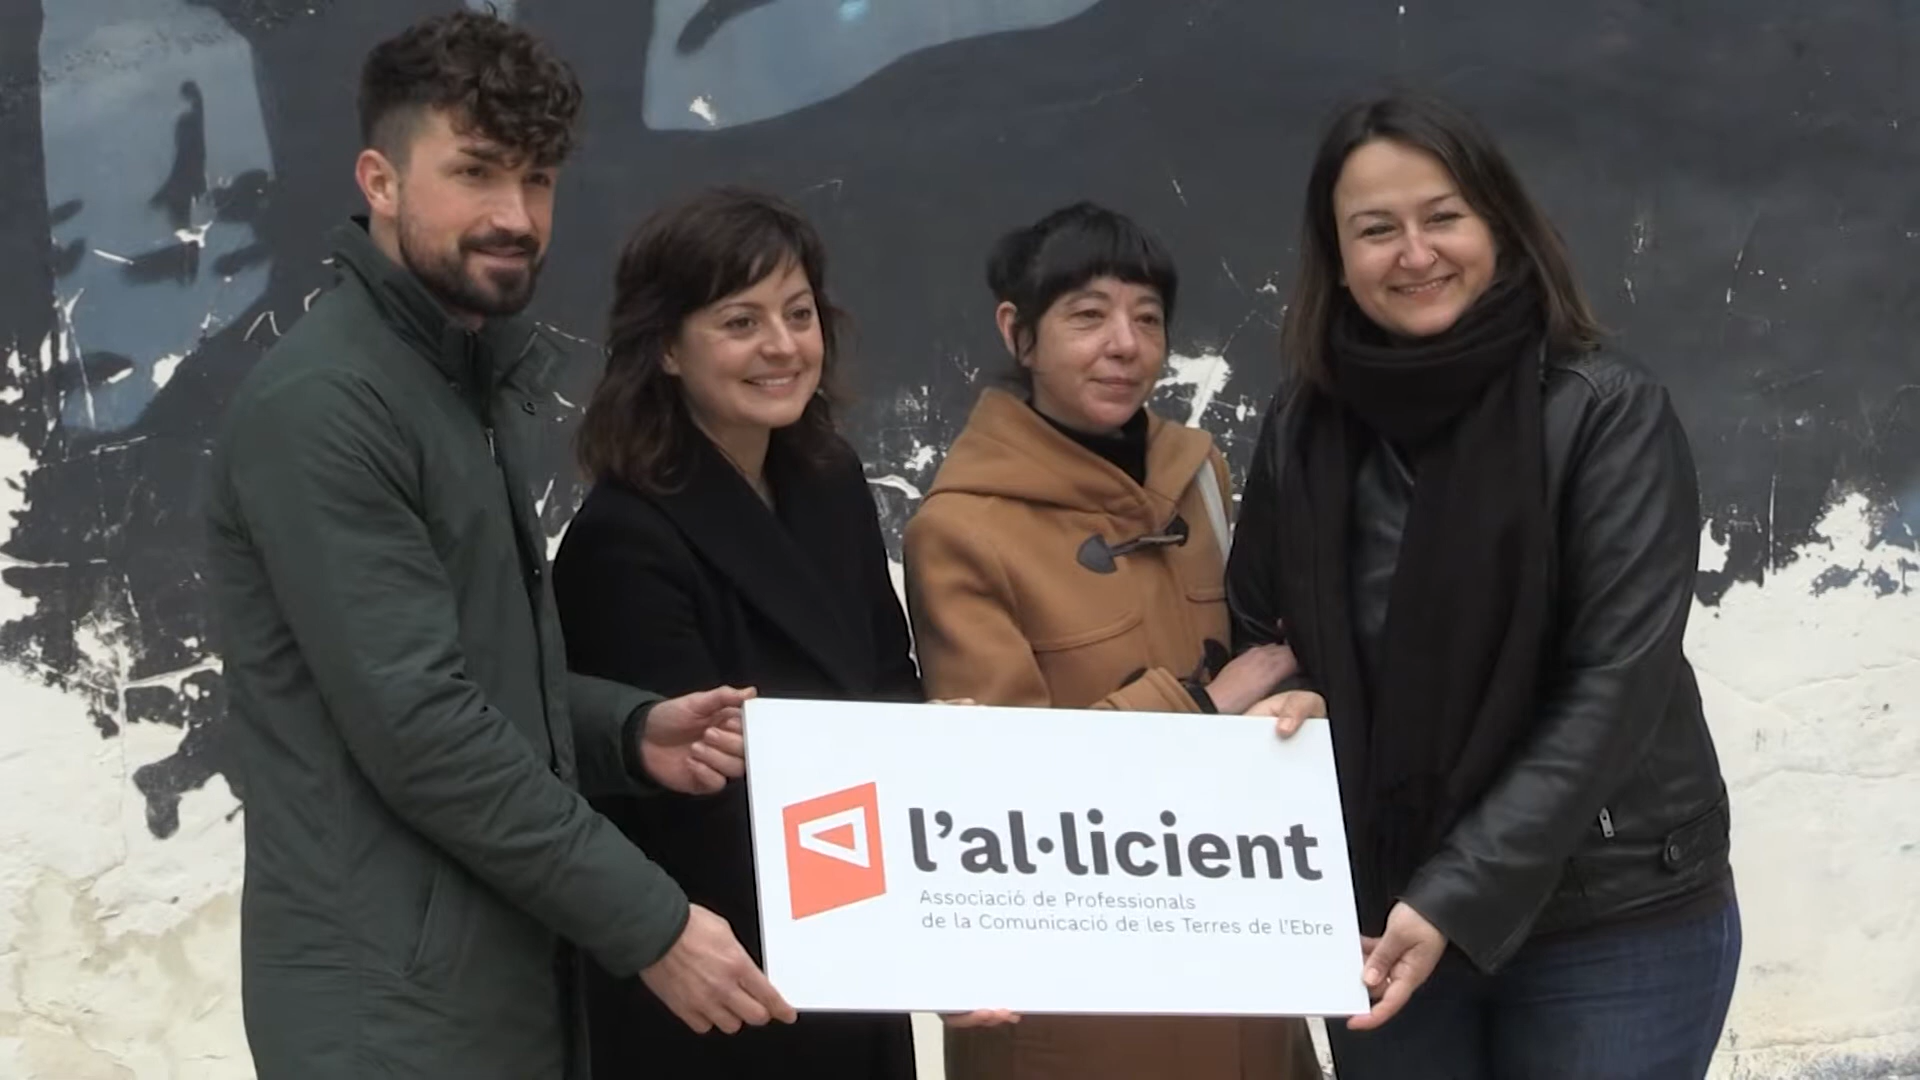 l'al·licient
Associació de Professionals
de la Comunicació de les Terres de l'Ebre